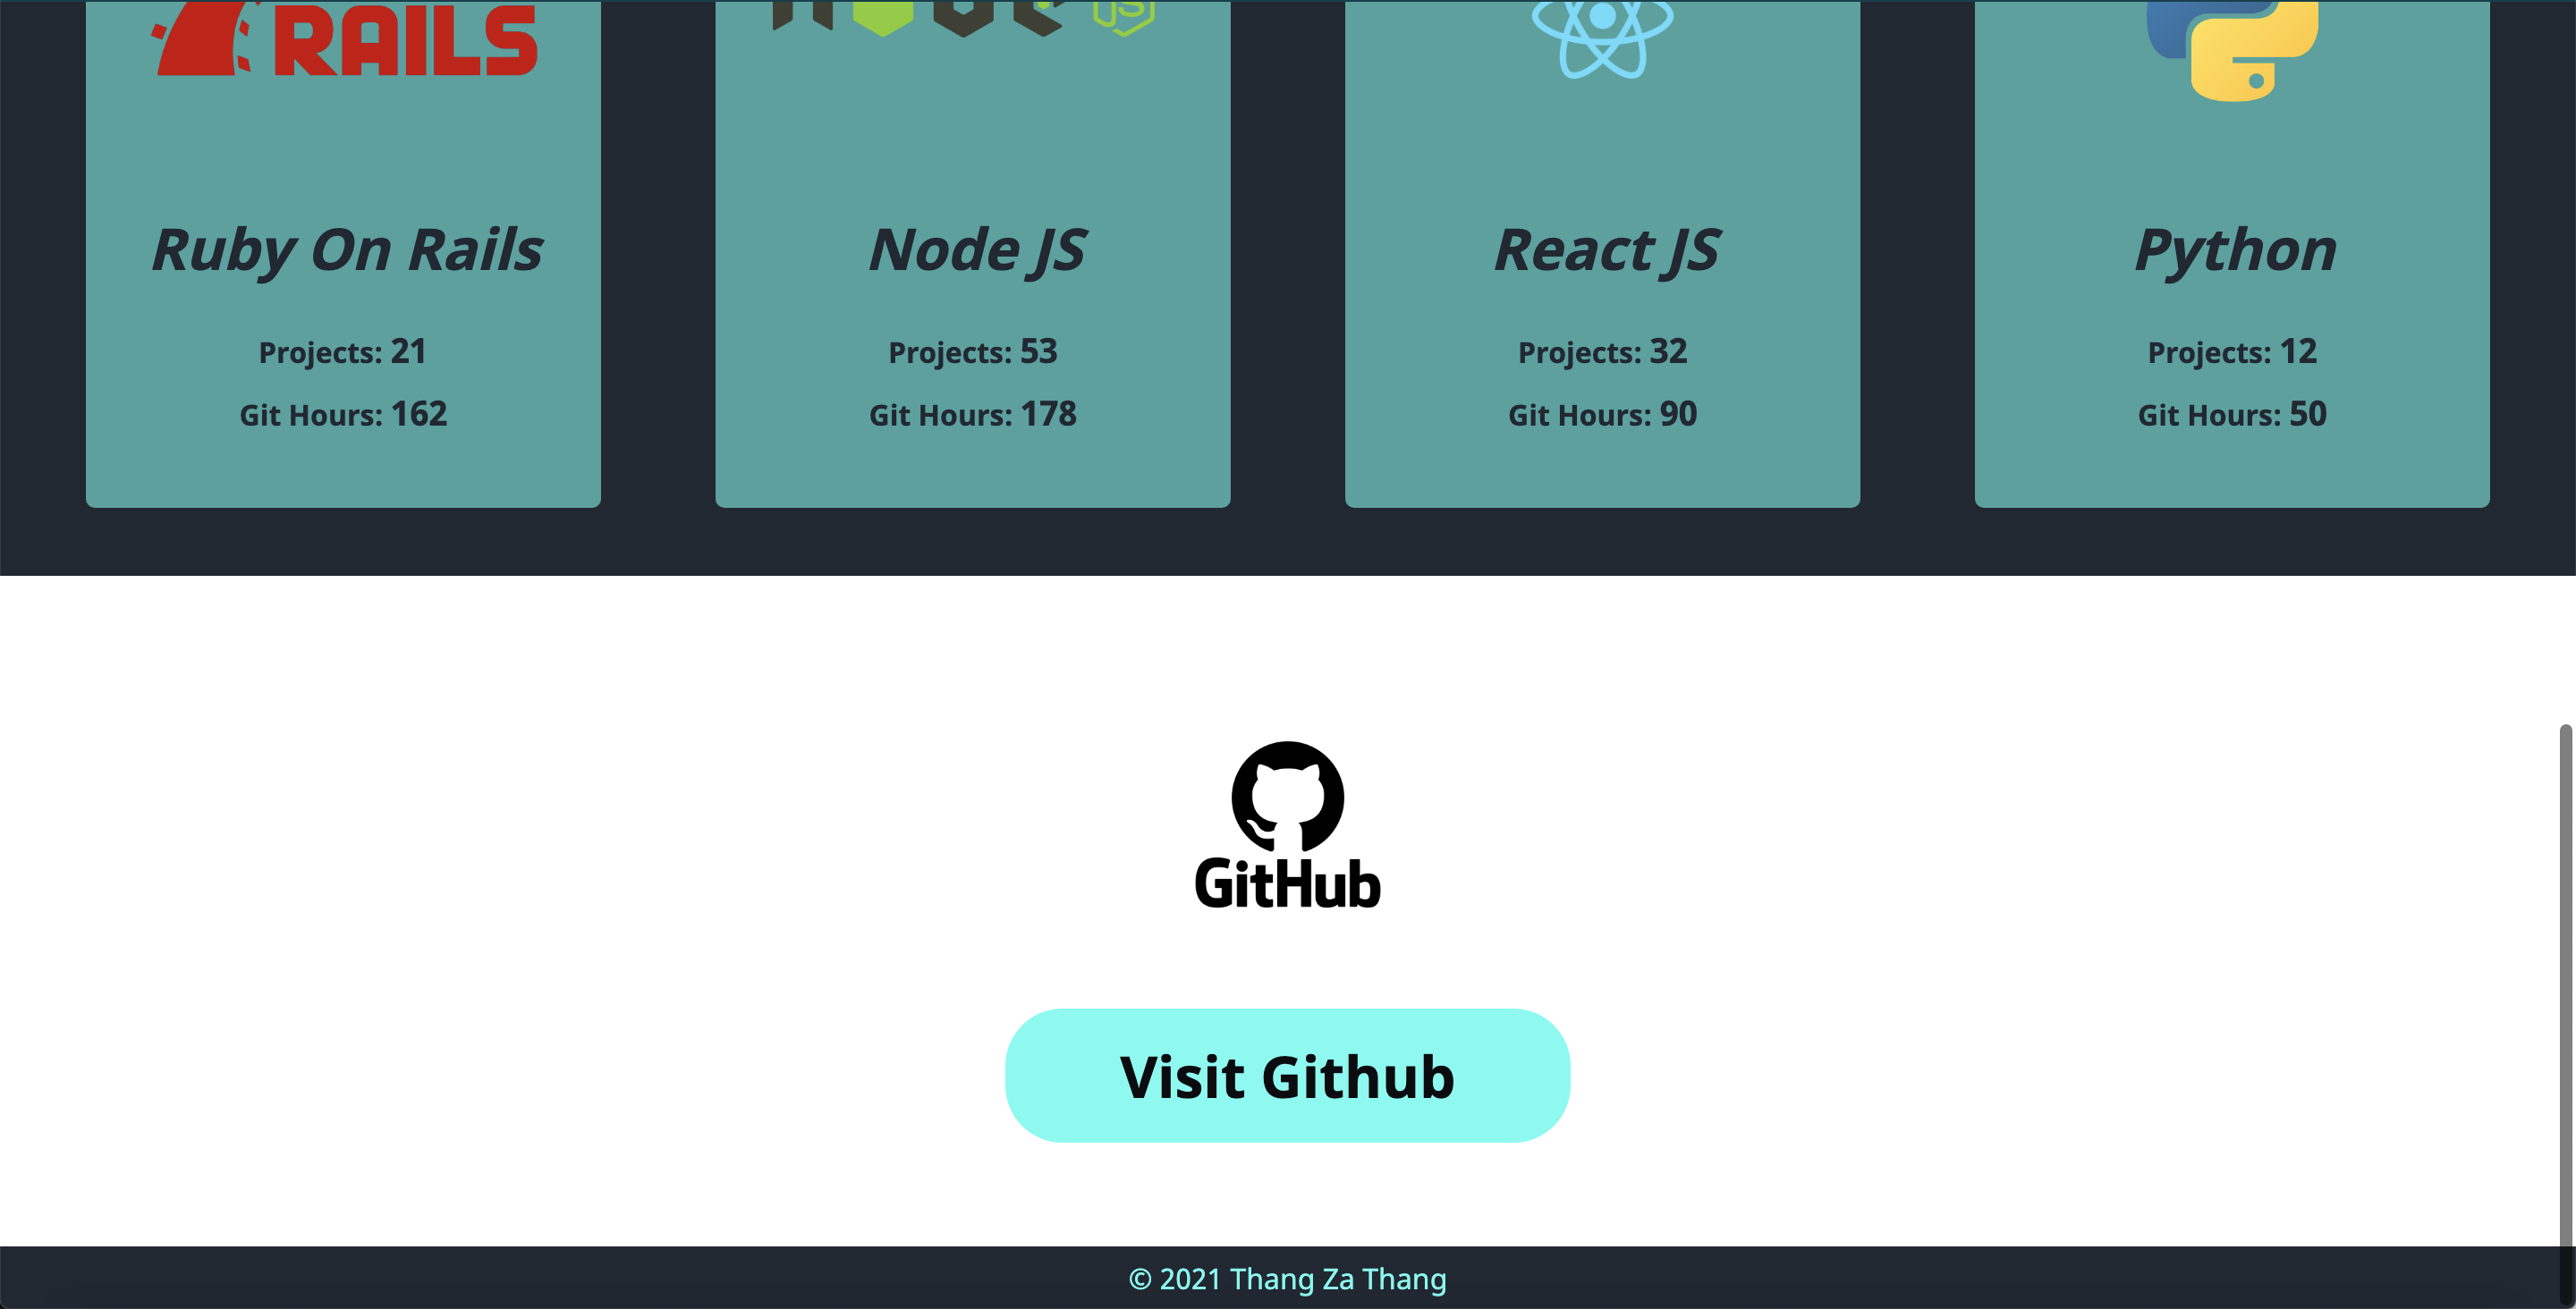 RAILS
JS
Ruby On Rails
Node JS
React JS
Python
Projects: 21
Projects: 53
Projects: 32
Projects: 12
Git Hours: 162
Git Hours: 178
Git Hours: 90
Git Hours: 50
GitHub
Visit Github
© 2021 Thang Za Thang